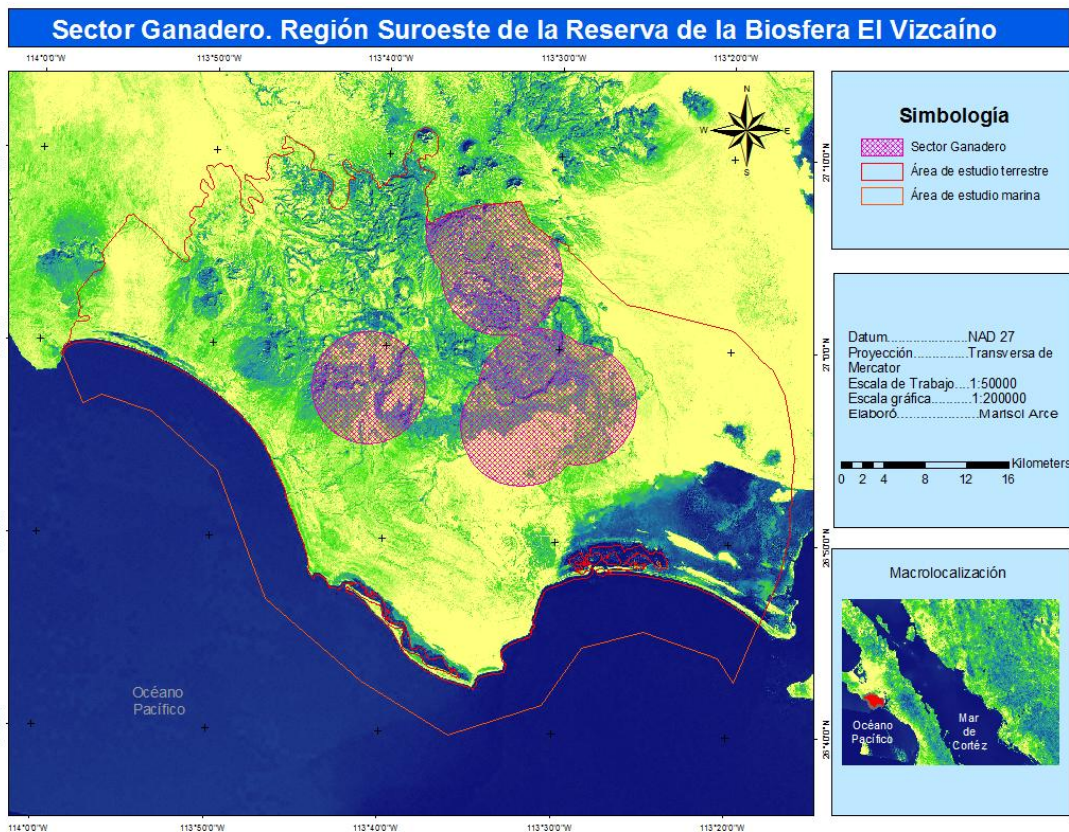 Sector Ganadero. Región Suroeste de la Reserva de la Biosfera El Vizcaíno
114°0'0"W 113°50'0"W 113°40'0"W 113°30'0"W 113°20'0"W
N
W E
S
27°10'0"N
27°0'0"N
26°50'0"N
26°40'0"N
Océano
Pacífico
114°0'0"W 113°50'0"W 113°40'0"W 113°30'0"W 113°20'0"W
Simbología
Sector Ganadero
Área de estudio terrestre
Área de estudio marina
Datum..................NAD 27
Proyección..............Transversa de
Mercator
Escala de Trabajo....1:50000
Escala gráfica..........1:200000
Elaboró....................Marisol Arce
Kilometers
0 2 4 8 12 16
Macrolocalización
Océano
Pacífico
Mar
de
Cortéz